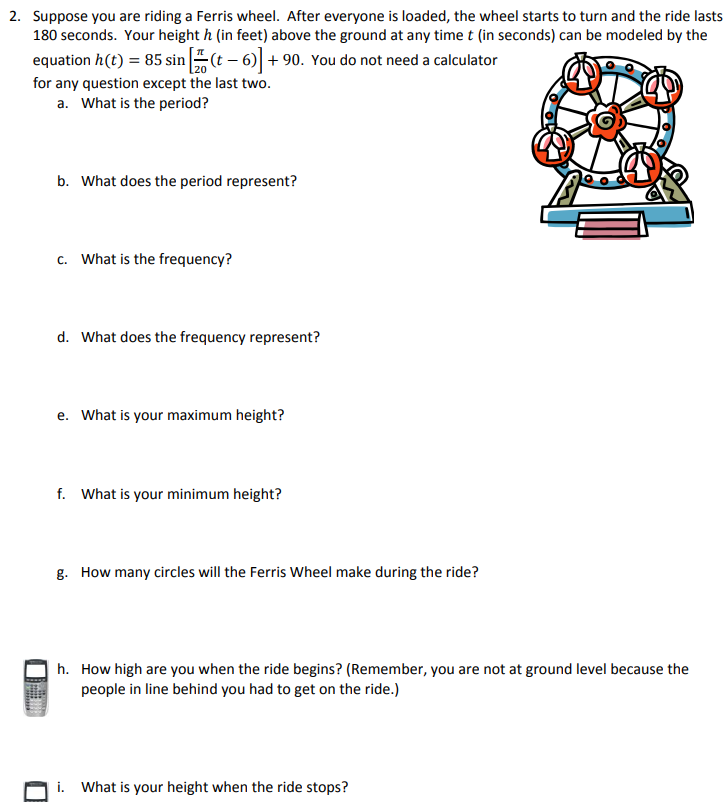 2. Suppose you are riding a Ferris wheel. After everyone is loaded, the wheel starts to turn and the ride lasts
180 seconds. Your height h (in feet) above the ground at any time t (in seconds) can be modeled by the
equation h(t) = 85 sin [π/20 (t − 6)] + 90. You do not need a calculator
for any question except the last two.
a. What is the period?
b. What does the period represent?
c. What is the frequency?
d. What does the frequency represent?
e. What is your maximum height?
f. What is your minimum height?
g. How many circles will the Ferris Wheel make during the ride?
h. How high are you when the ride begins? (Remember, you are not at ground level because the
people in line behind you had to get on the ride.)
i. What is your height when the ride stops?